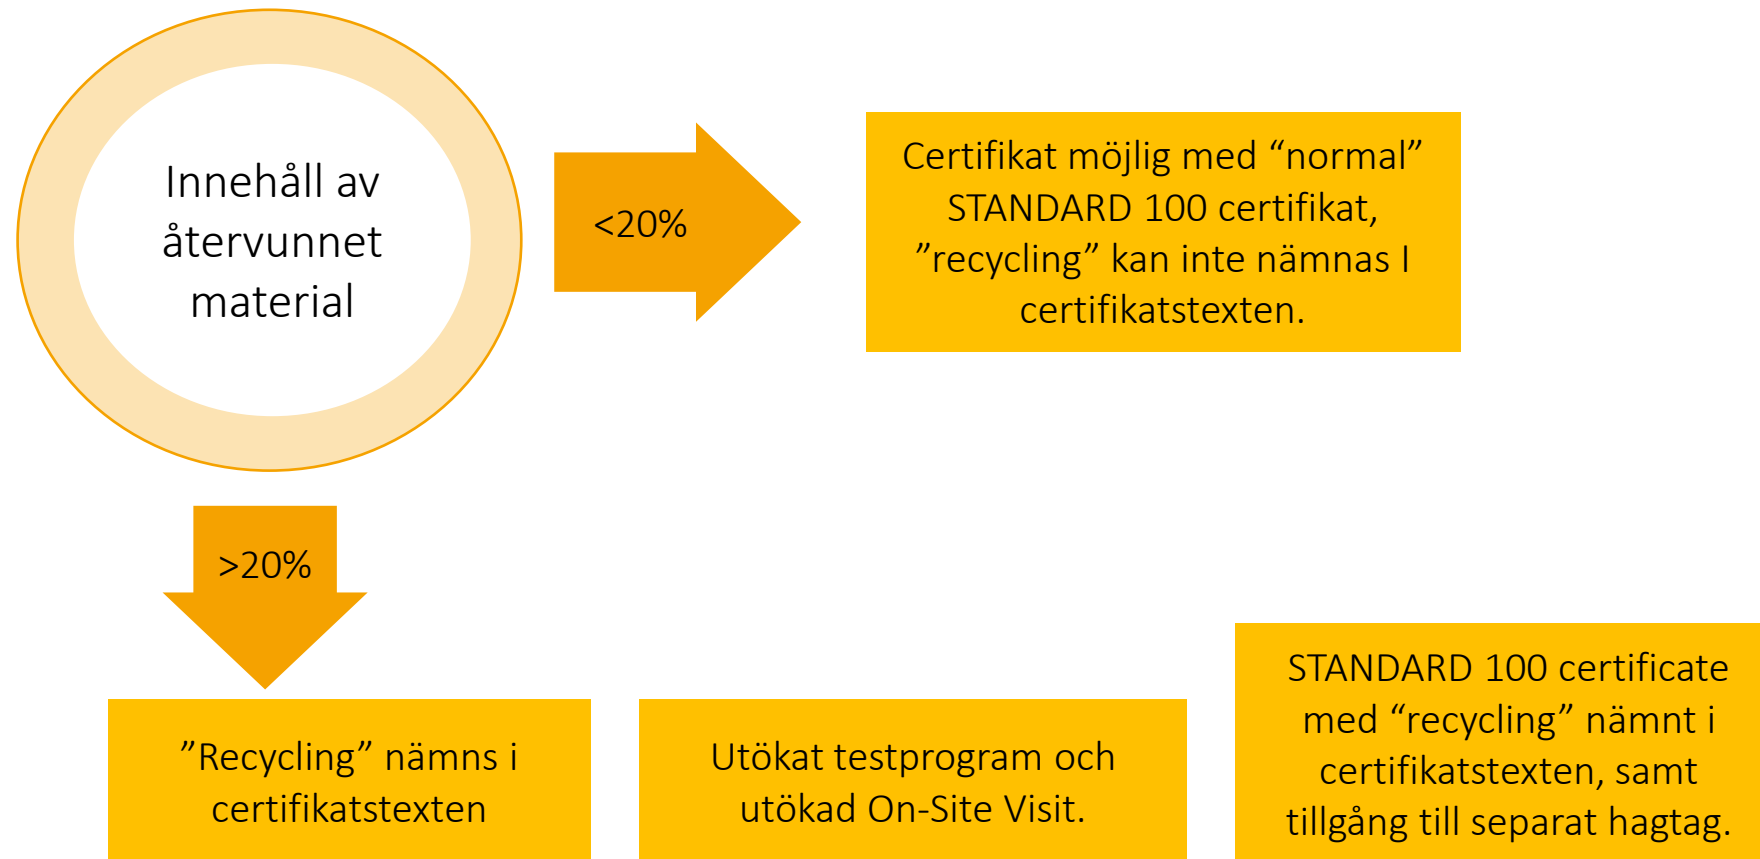 Innehåll av
återvunnet
material
<20%
Certifikat möjlig med “normal”
STANDARD 100 certifikat,
”recycling” kan inte nämnas I
certifikatstexten.
>20%
”Recycling” nämns i
certifikatstexten
Utökat testprogram och
utökad On-Site Visit.
STANDARD 100 certificate
med “recycling” nämnt i
certifikatstexten, samt
tillgång till separat hagtag.